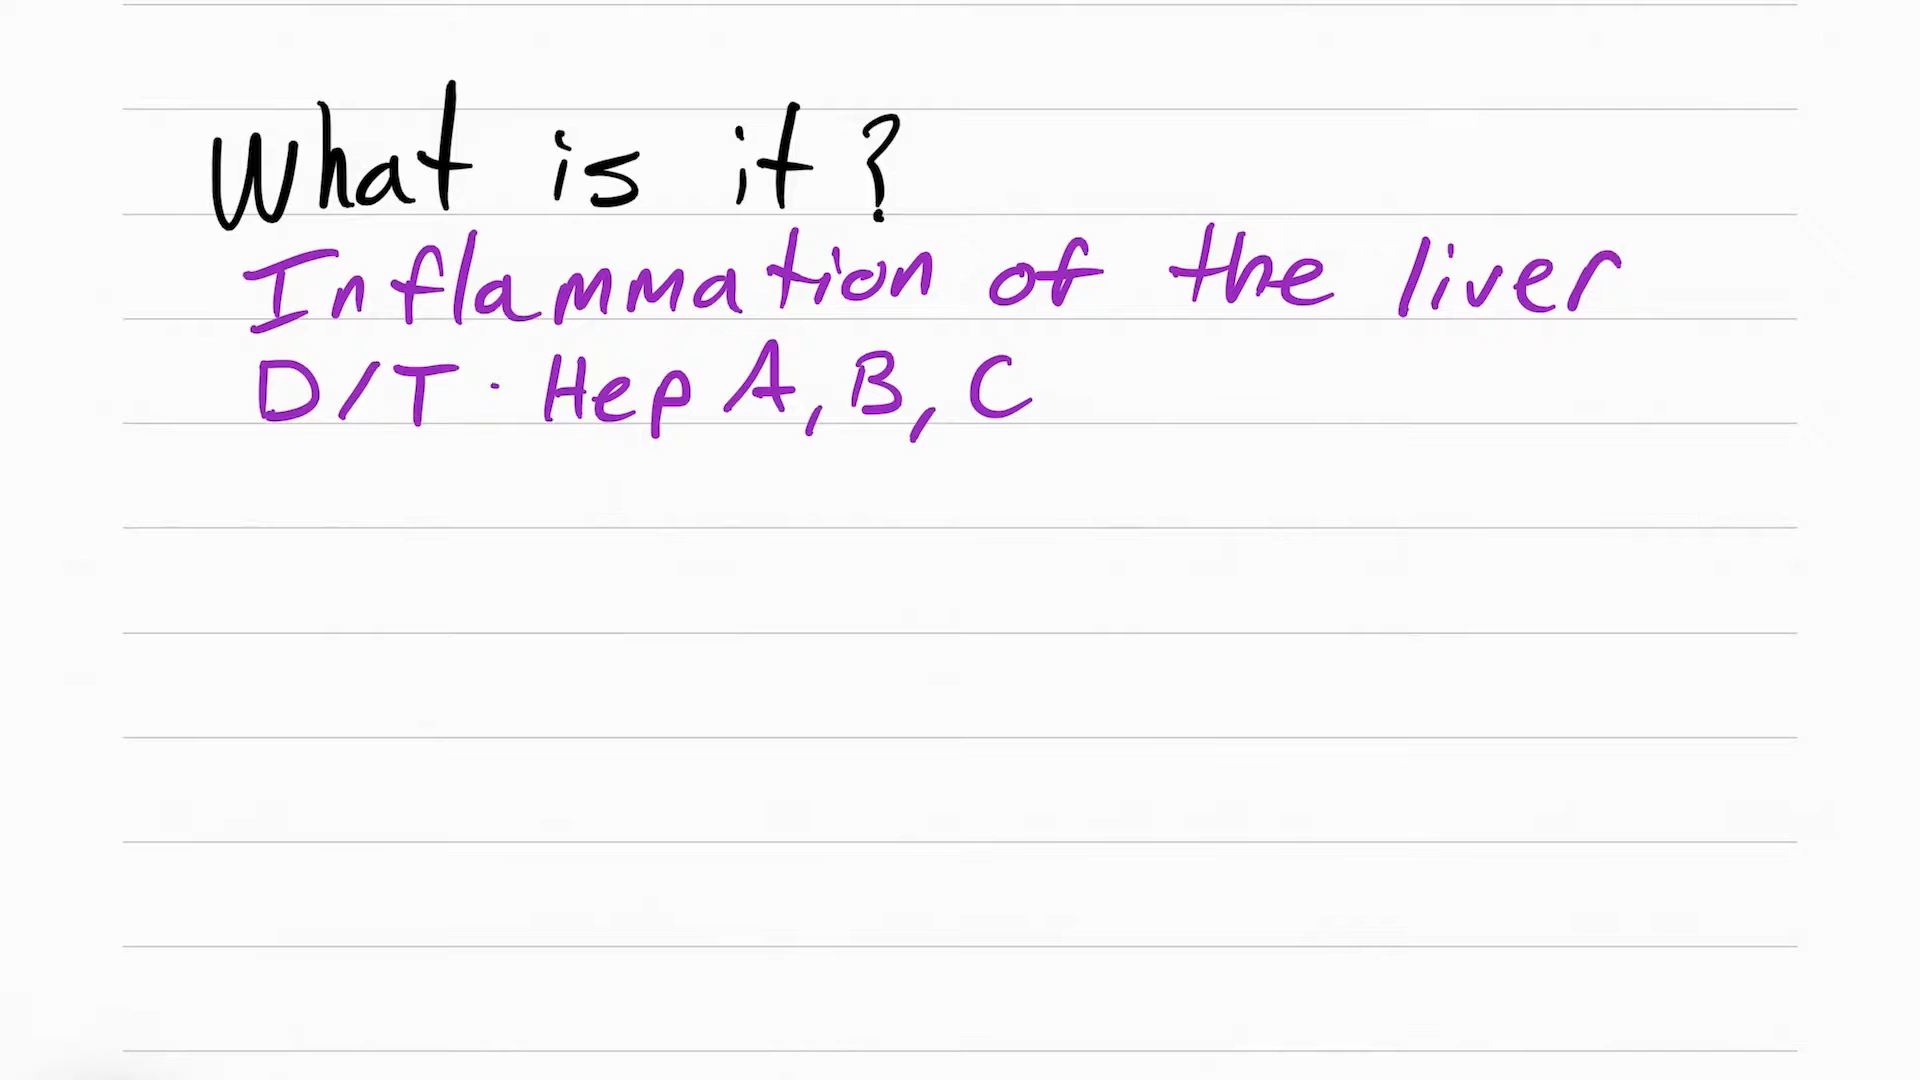 What is it?
Inflammation of the liver
D/T · Hep A, B, C